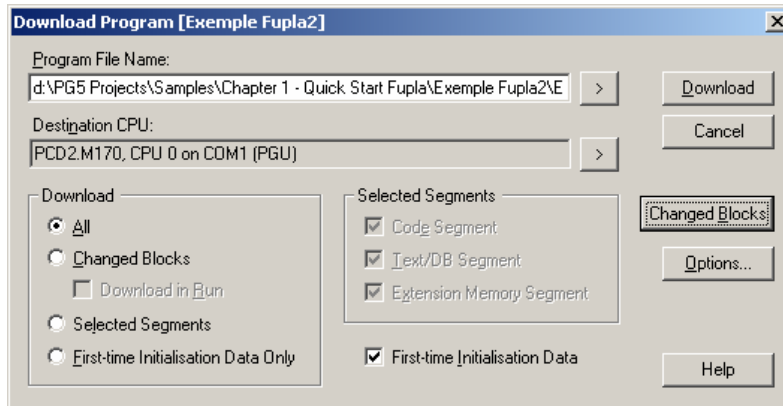 Download Program [Exemple Fupla2]
Program File Name:
d:\PG5 Projects\Samples\Chapter 1 - Quick Start Fupla\Exemple Fupla2\E
>
Download
Destination CPU:
Cancel
PCD2.M170, CPU 0 on COM1 (PGU)
>
Download
All
Changed Blocks
Download in Run
Selected Segments
First-time Initialisation Data Only
Selected Segments
Code Segment
Text/DB Segment
Extension Memory Segment
First-time Initialisation Data
Changed Blocks
Options...
Help